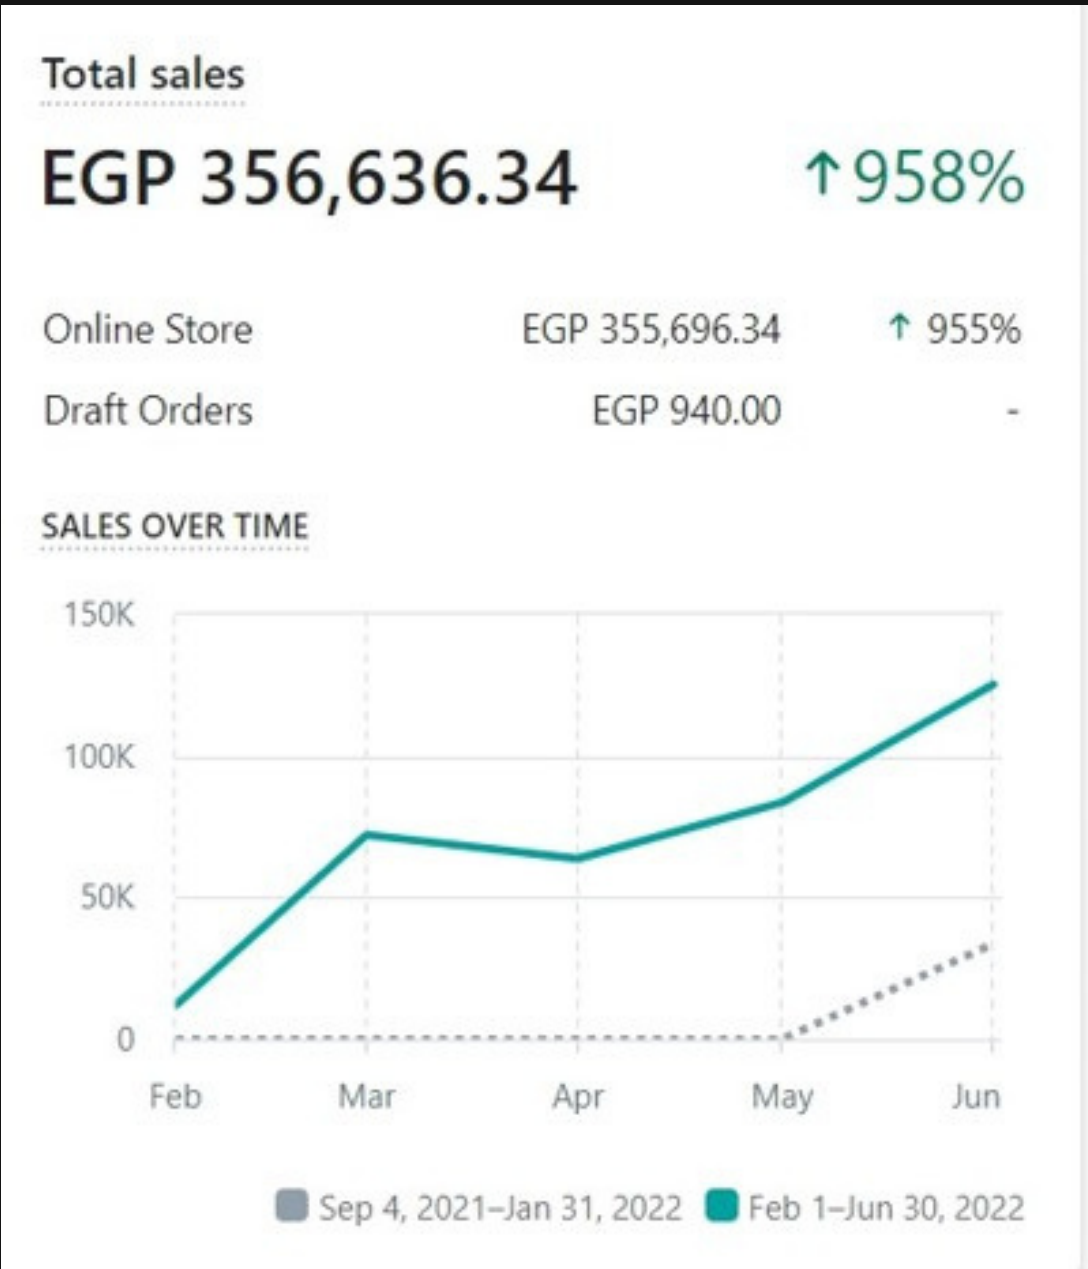 Total sales
EGP 356,636.34 ↑958%
Online Store EGP 355,696.34 ↑ 955%
Draft Orders EGP 940.00 -
SALES OVER TIME
150K
100K
50K
0
Feb Mar Apr May Jun
Sep 4, 2021–Jan 31, 2022 Feb 1–Jun 30, 2022